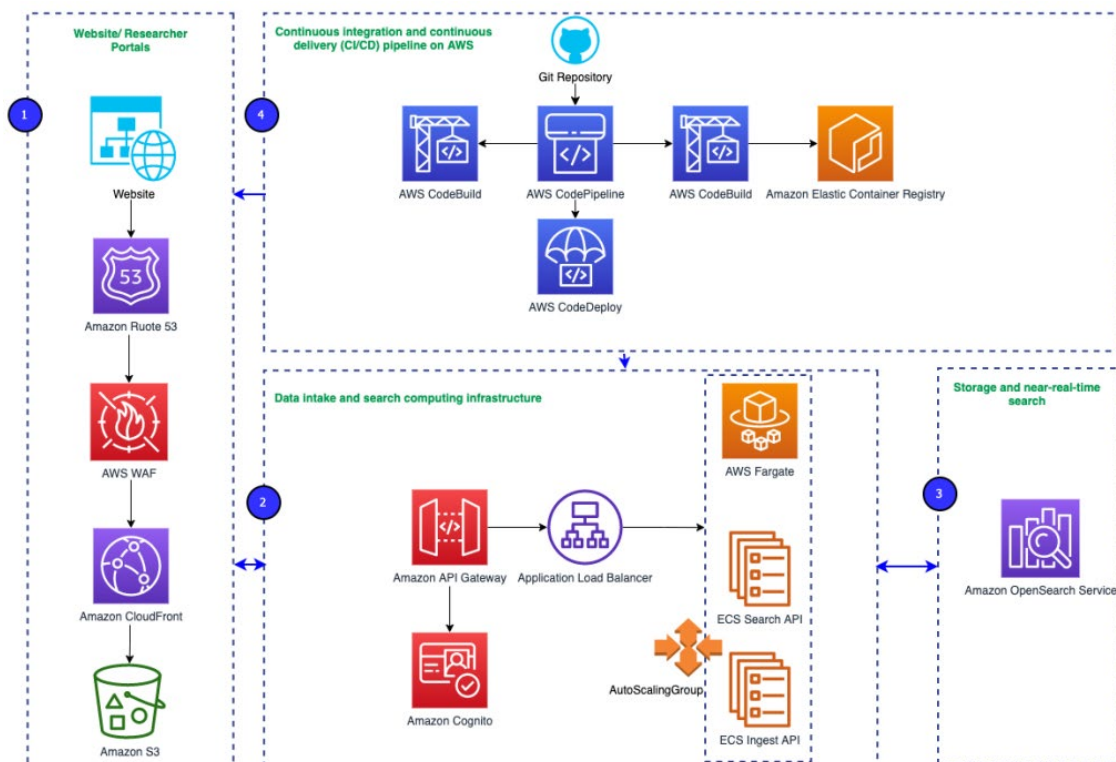 Website/ Researcher
Portals
1
Website
53
Amazon Ruote 53
AWS WAF
Amazon CloudFront
Amazon S3
Continuous integration and continuous
delivery (CI/CD) pipeline on AWS
4
Git Repository
</>
</>
</>
AWS CodeBuild
AWS CodePipeline
AWS CodeBuild
Amazon Elastic Container Registry
</>
AWS CodeDeploy
Data intake and search computing infrastructure
2
AWS Fargate
</>
Amazon API Gateway
Application Load Balancer
ECS Search API
AutoScalingGroup
Amazon Cognito
ECS Ingest API
Storage and near-real-time
search
3
Amazon OpenSearch Service